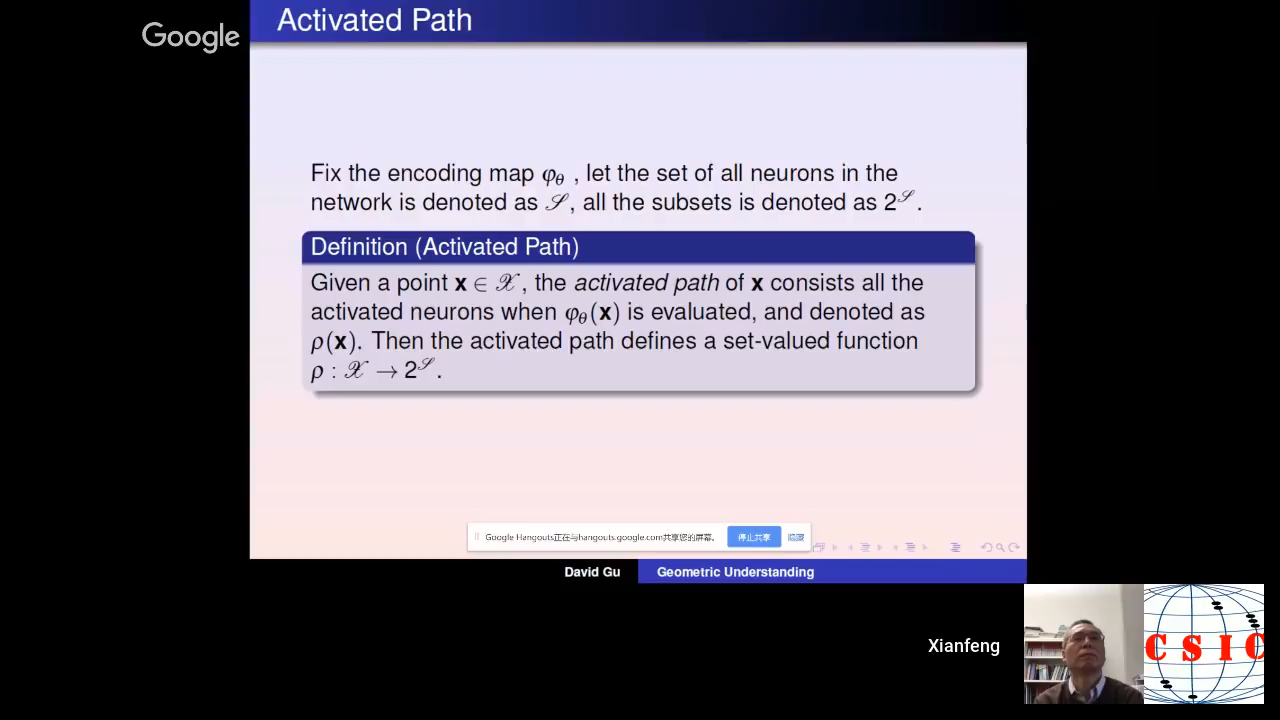 Google
Activated Path
Fix the encoding map φ_θ , let the set of all neurons in the
network is denoted as 𝒮, all the subsets is denoted as 2^𝒮.
Definition (Activated Path)
Given a point x ∈ 𝒳, the activated path of x consists all the
activated neurons when φ_θ(x) is evaluated, and denoted as
ρ(x). Then the activated path defines a set-valued function
ρ : 𝒳 → 2^𝒮.
Google Hangouts正在与hangouts.google.com共享您的屏幕。 停止共享 隐藏
David Gu Geometric Understanding
Xianfeng
CSIC